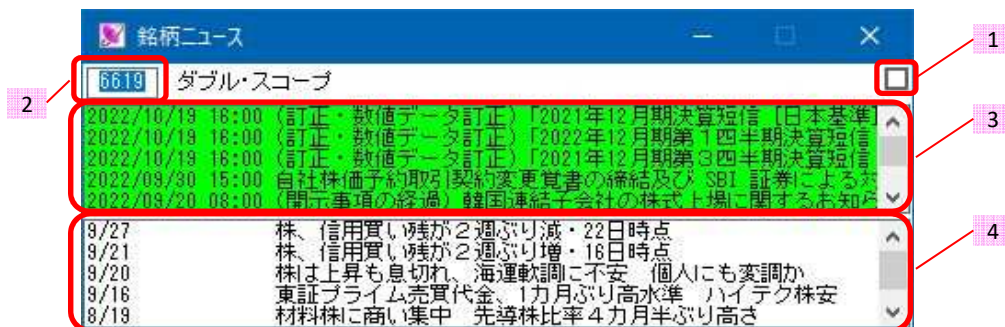 銘柄ニュース
1
6619 ダブル・スコープ
2
2022/10/19 16:00 (訂正・数値データ訂正)「2021年12月期決算短信 [日本基準]
2022/10/19 16:00 (訂正・数値データ訂正)「2022年12月期第1四半期決算短信
2022/10/19 16:00 (訂正・数値データ訂正)「2021年12月期第3四半期決算短信
2022/09/30 15:00 自社株価予約取引契約変更覚書の締結及び SBI 証券による対
2022/09/20 08:00 (開示事項の経過) 韓国連結子会社の株式上場に関するお知ら
3
9/27 株、信用買い残が2週ぶり減・22日時点
9/21 株、信用買い残が2週ぶり増・16日時点
9/20 株は上昇も息切れ、海運軟調に不安 個人にも変調か
9/16 東証プライム売買代金、1カ月ぶり高水準 ハイテク株安
8/19 材料株に商い集中 先導株比率4カ月半ぶり高さ
4